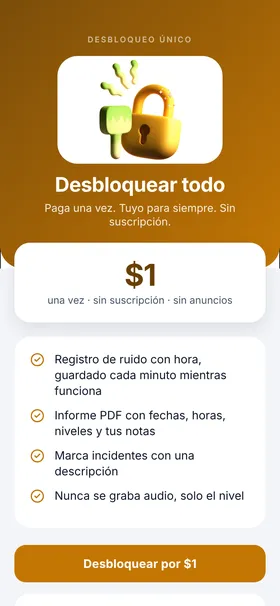 DESBLOQUEO ÚNICO
Desbloquear todo
Paga una vez. Tuyo para siempre. Sin
suscripción.
$1
una vez · sin suscripción · sin anuncios
Registro de ruido con hora,
guardado cada minuto mientras
funciona
Informe PDF con fechas, horas,
niveles y tus notas
Marca incidentes con una
descripción
Nunca se graba audio, solo el nivel
Desbloquear por $1